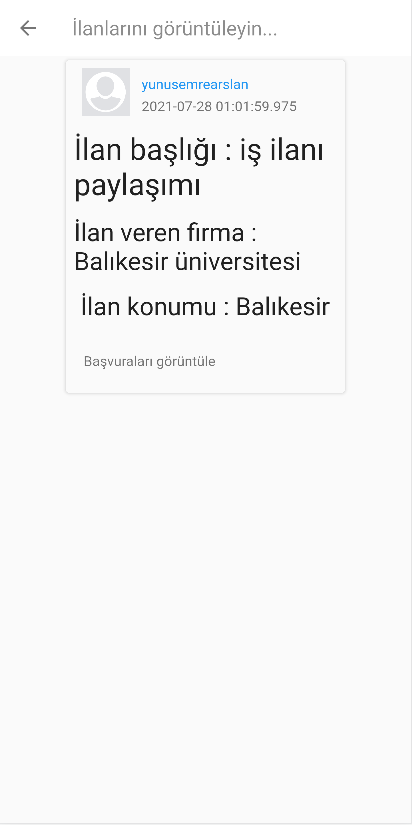 İlanlarını görüntüleyin...
yunusemrearslan
2021-07-28 01:01:59.975
İlan başlığı : iş ilanı
paylaşımı
İlan veren firma :
Balıkesir üniversitesi
İlan konumu : Balıkesir
Başvuraları görüntüle